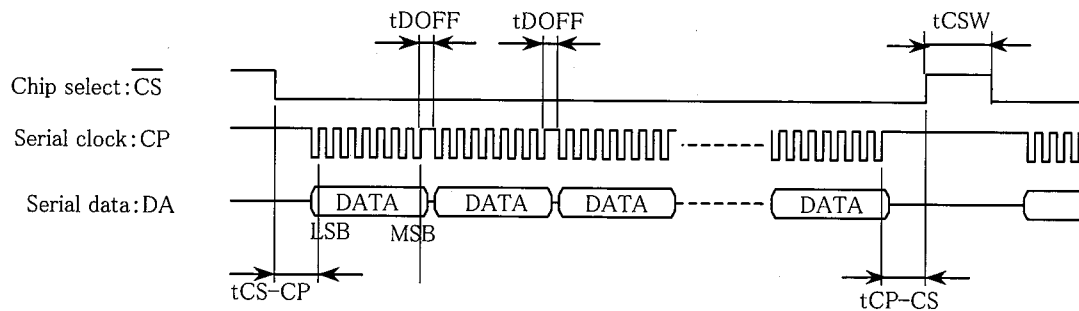 tDOFF tDOFF tCSW
Chip select:CS
Serial clock:CP
Serial data:DA DATA DATA DATA DATA
LSB MSB
tCS-CP tCP-CS